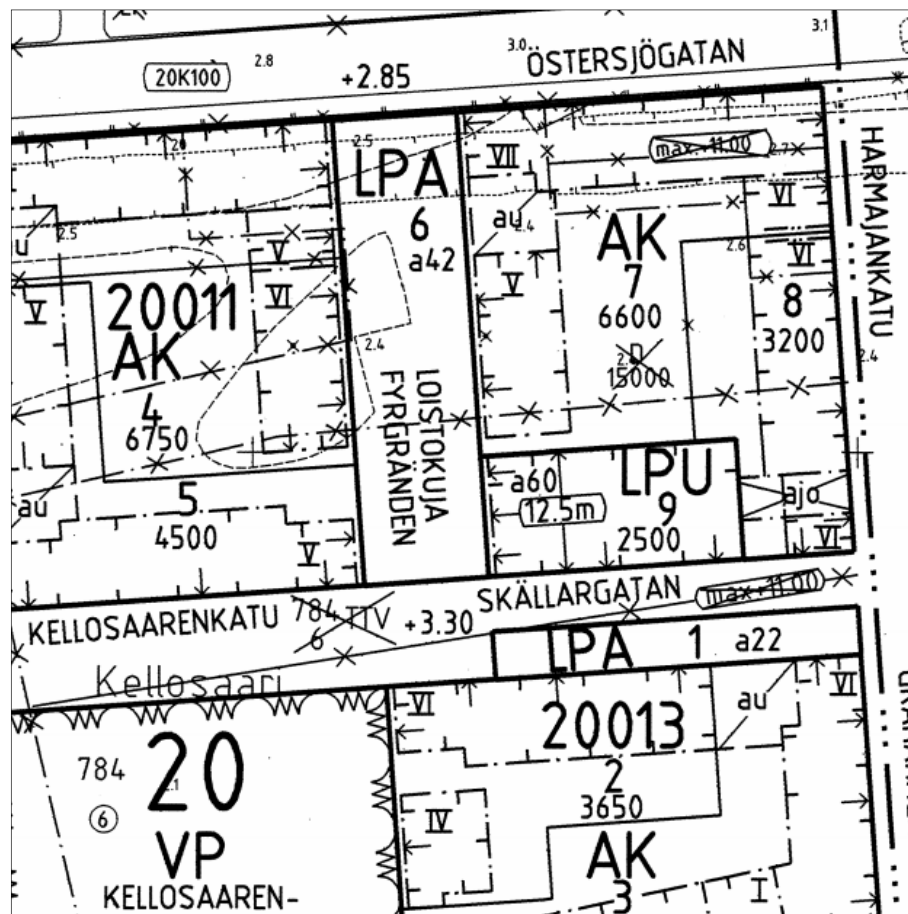 3.1
ÖSTERSJÖGATAN
3.0
2.8
20K100
+2.85
HARMAJANKATU
2.5
LPA
6
a42
VII
max.+11.00
2.7
VI
au
2.4
AK
7
6600
2.6
VI
8
3200
u
2.5
V
VI
V
V
20011
AK
4
6750
2.4
2.4
15000
LOISTOKUJA
FYRGRÄNDEN
au
5
4500
V
a60
12.5m
LPU
9
2500
ajo
VI
KELLOSAARENKATU
784
TTV
6
+3.30
SKÄLLARGATAN
max.+11.00
Kellosaari
LPA
1
a22
VI
au
VI
20013
2
3650
784
20
6
VP
IV
AK
3
I
KELLOSAAREN-